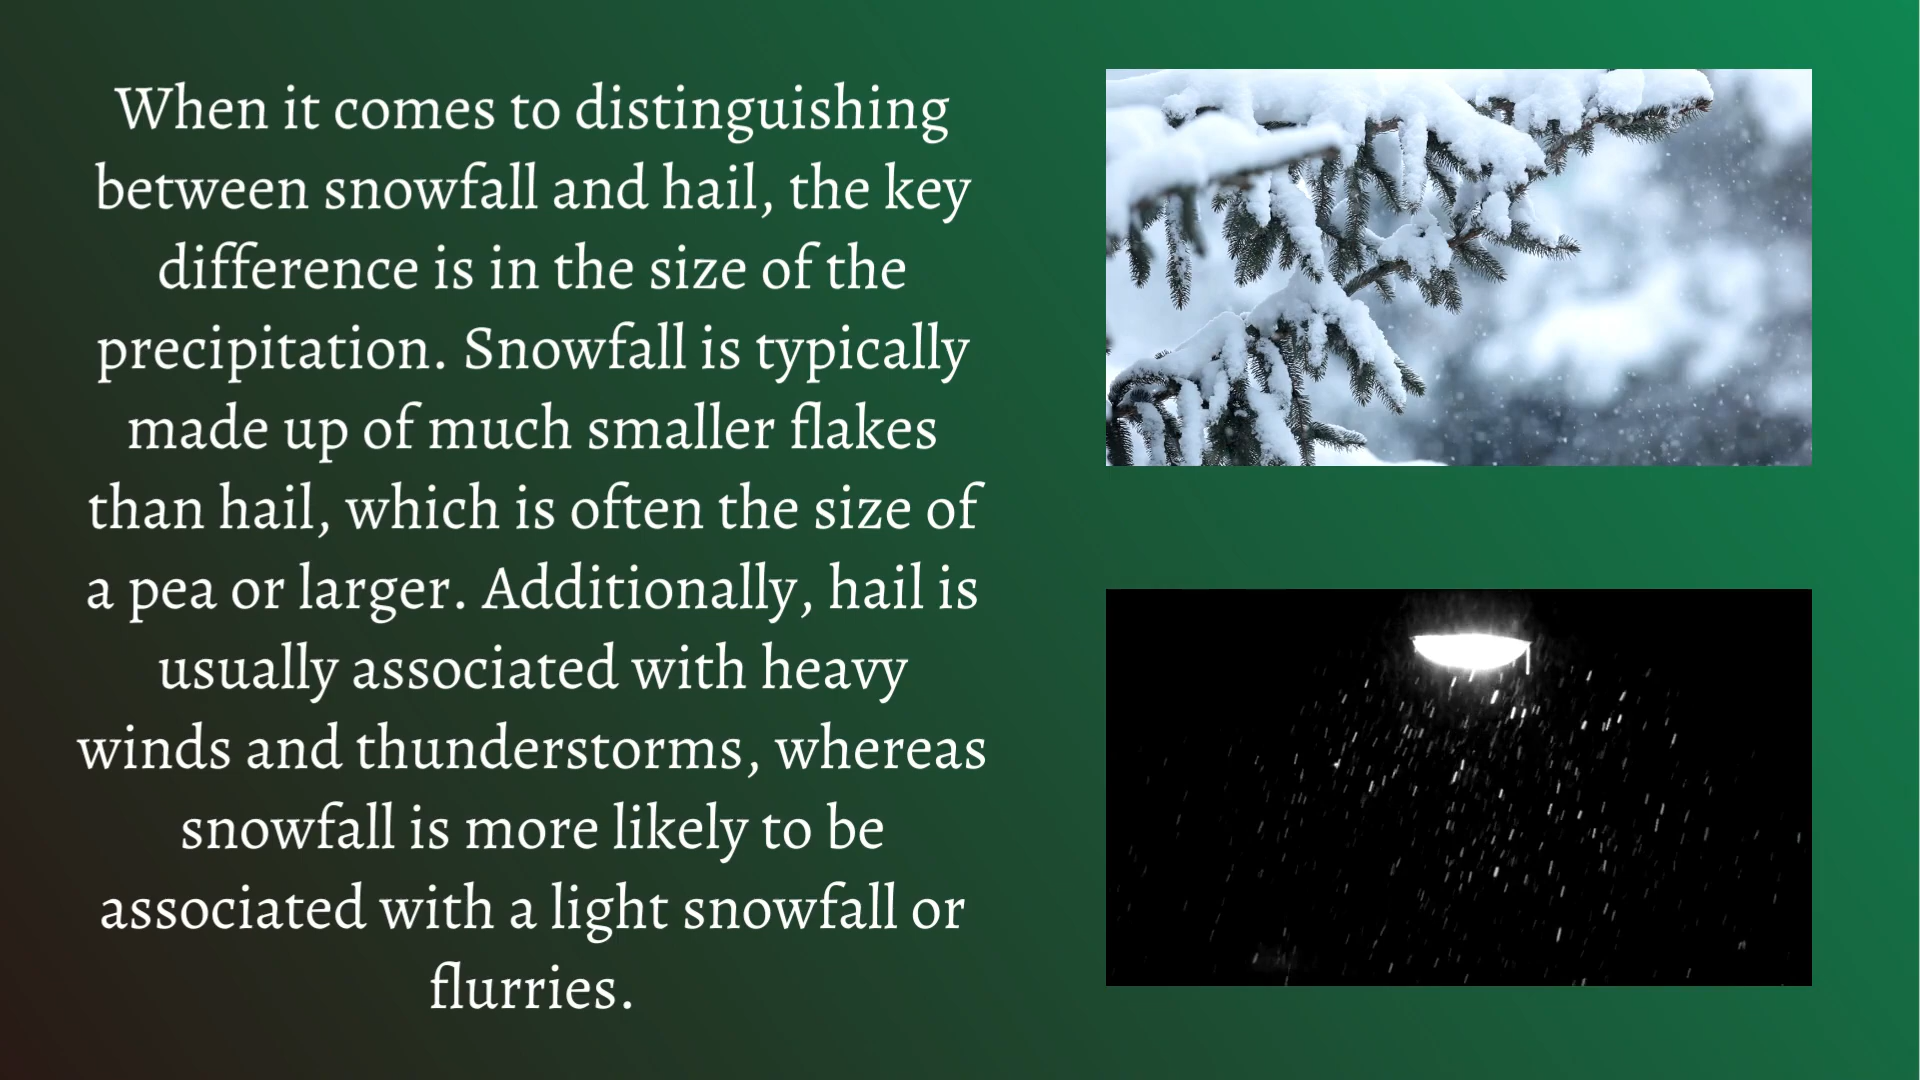 When it comes to distinguishing
between snowfall and hail, the key
difference is in the size of the
precipitation. Snowfall is typically
made up of much smaller flakes
than hail, which is often the size of
a pea or larger. Additionally, hail is
usually associated with heavy
winds and thunderstorms, whereas
snowfall is more likely to be
associated with a light snowfall or
flurries.